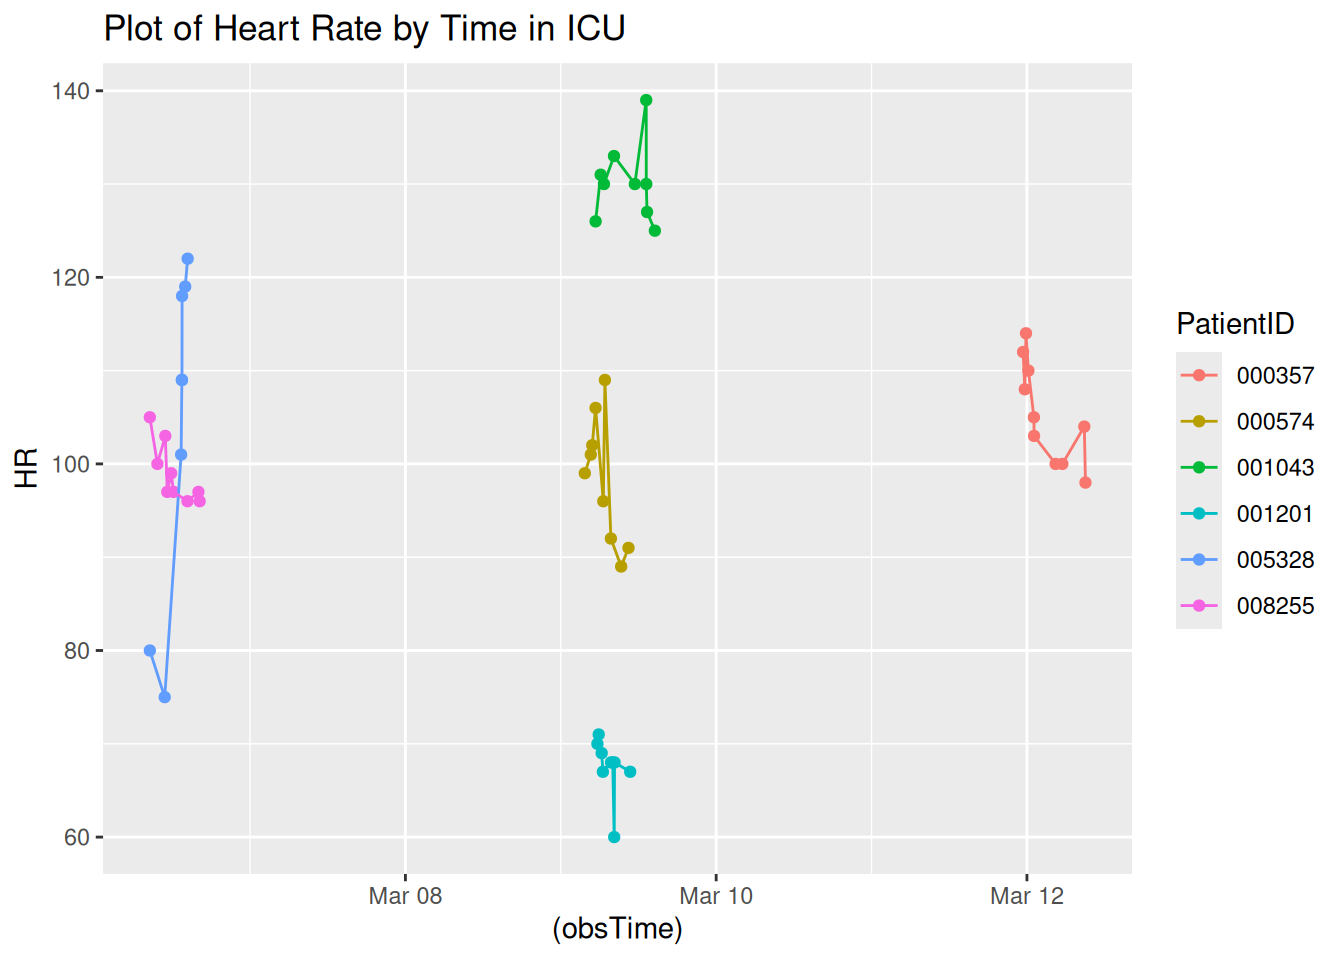 Plot of Heart Rate by Time in ICU
140
120
100
80
60
HR
Mar 08
Mar 10
Mar 12
(obsTime)
PatientID
000357
000574
001043
001201
005328
008255